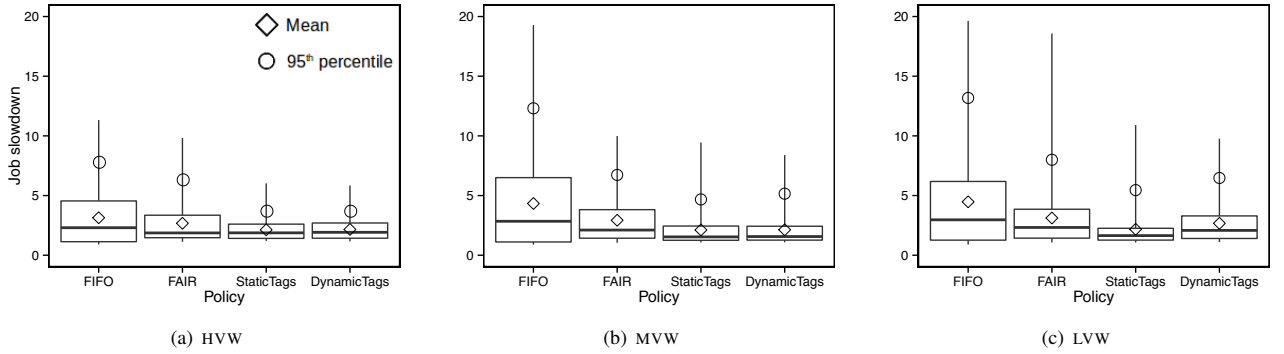 20
15
10
5
0
Job slowdown
Mean
95th percentile
FIFO FAIR StaticTags DynamicTags
Policy
(a) HVW
20
15
10
5
0
FIFO FAIR StaticTags DynamicTags
Policy
(b) MVW
20
15
10
5
0
FIFO FAIR StaticTags DynamicTags
Policy
(c) LVW